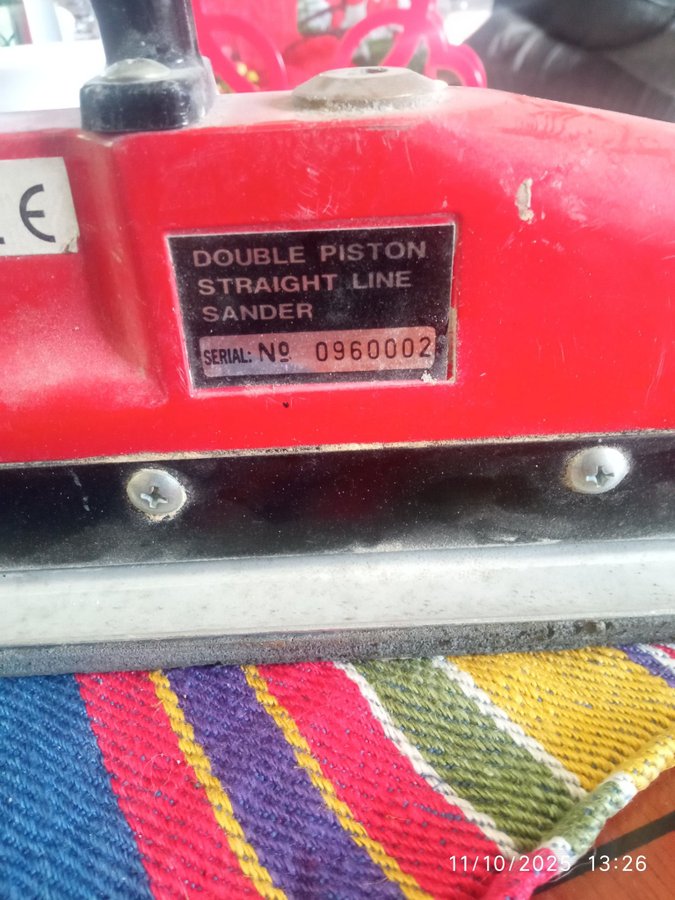 CE
DOUBLE PISTON
STRAIGHT LINE
SANDER
SERIAL: Nº 0960002
11/10/2025 13:26